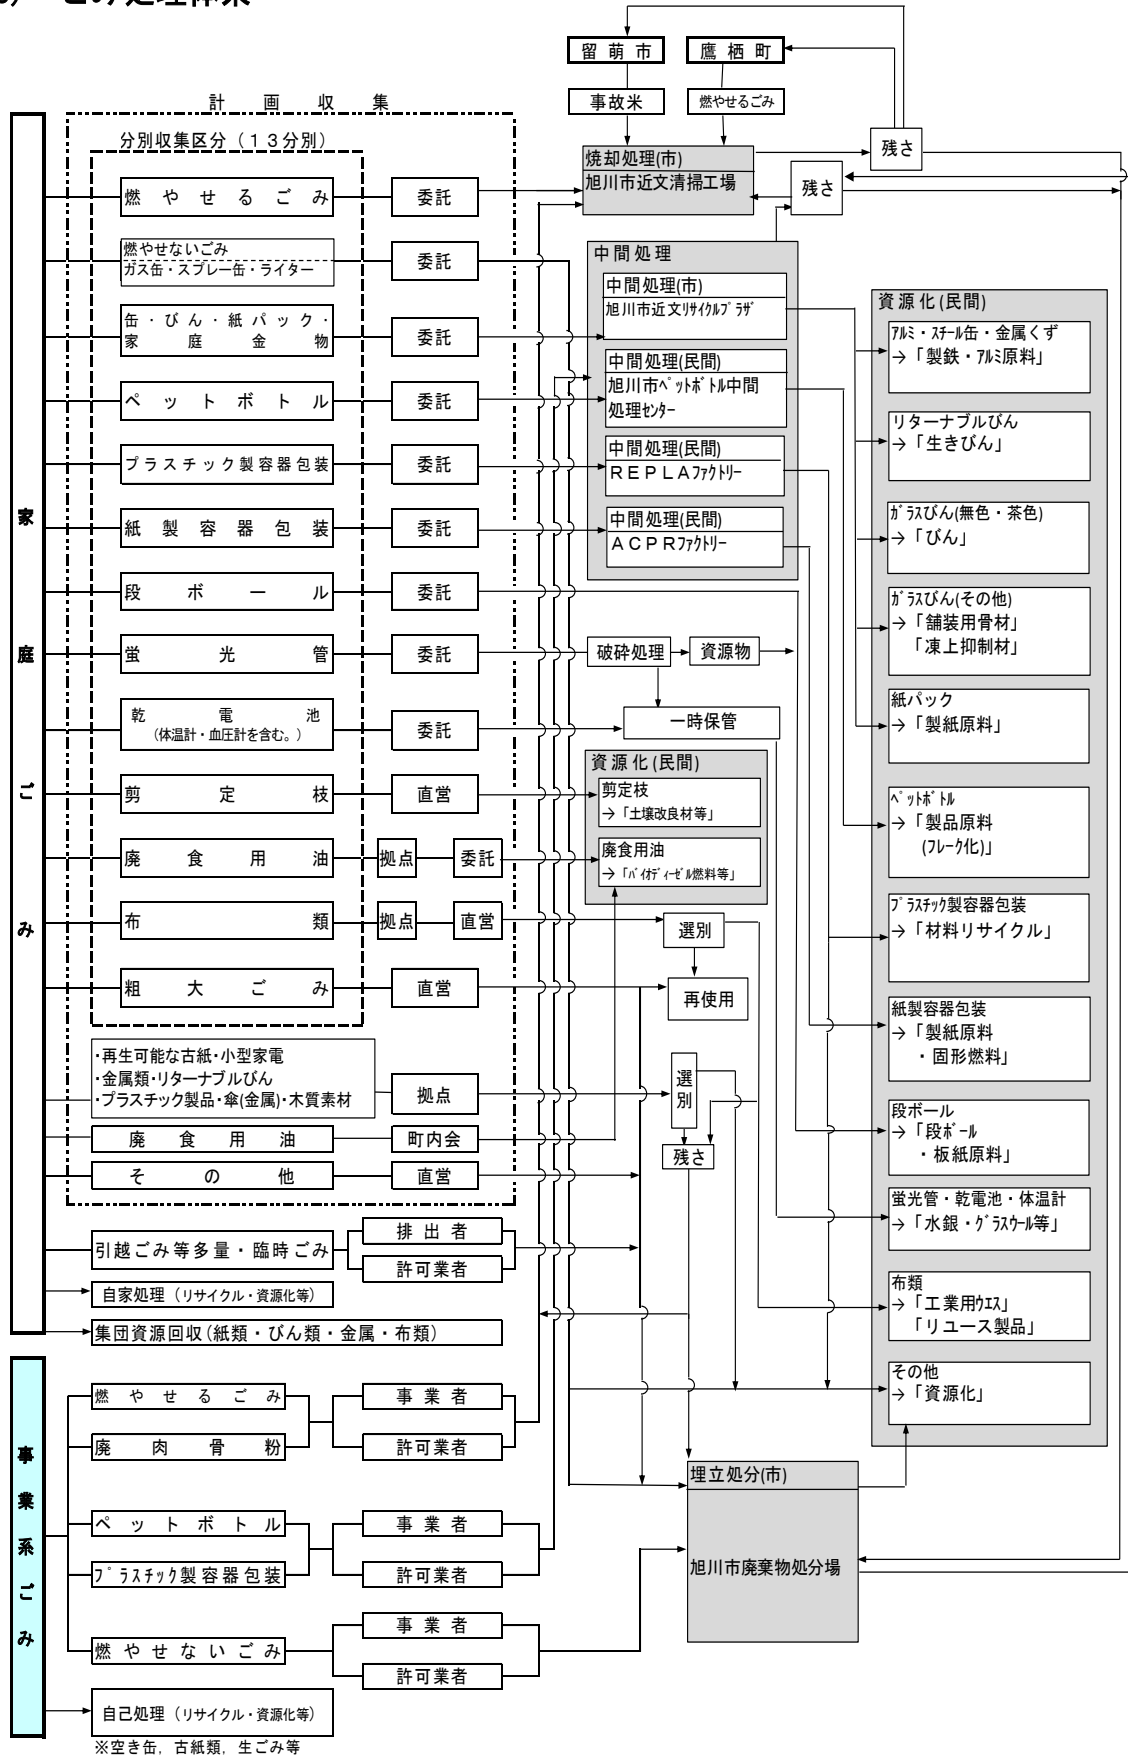 ごみ処理体系
留萌市
鷹栖町
事故米
燃やせるごみ
計画収集
分別収集区分（１３分別）
残さ
焼却処理(市)
旭川市近文清掃工場
残さ
燃やせるごみ
委託
燃やせないごみ
ガス缶・スプレー缶・ライター
委託
缶・びん・紙パック・
家庭金物
委託
ペットボトル
委託
プラスチック製容器包装
委託
紙製容器包装
委託
段ボール
委託
蛍光管
委託
乾電池
(体温計・血圧計を含む。)
委託
剪定枝
直営
廃食用油
拠点
委託
布類
拠点
直営
粗大ごみ
直営
・再生可能な古紙・小型家電
・金属類・リターナブルびん
・プラスチック製品・傘(金属)・木質素材
拠点
廃食用油
町内会
その他
直営
家庭ごみ
引越ごみ等多量・臨時ごみ
排出者
許可業者
自家処理（リサイクル・資源化等）
集団資源回収(紙類・びん類・金属・布類)
中間処理
中間処理(市)
旭川市近文ﾘｻｲｸﾙﾌﾟﾗｻﾞ
中間処理(民間)
旭川市ﾍﾟｯﾄﾎﾞﾄﾙ中間
処理ｾﾝﾀｰ
中間処理(民間)
ＲＥＰＬＡﾌｧｸﾄﾘｰ
中間処理(民間)
ＡＣＰＲﾌｧｸﾄﾘｰ
破砕処理
資源物
一時保管
資源化(民間)
剪定枝
→「土壌改良材等」
廃食用油
→「ﾊﾞｲｵﾃﾞｨｰｾﾞﾙ燃料等」
選別
再使用
選別
残さ
資源化(民間)
ｱﾙﾐ・ｽﾁｰﾙ缶・金属くず
→「製鉄・ｱﾙﾐ原料」
リターナブルびん
→「生きびん」
ｶﾞﾗｽびん(無色・茶色)
→「びん」
ｶﾞﾗｽびん(その他)
→「舗装用骨材」
「凍上抑制材」
紙パック
→「製紙原料」
ﾍﾟｯﾄﾎﾞﾄﾙ
→「製品原料
(ﾌﾚｰｸ化)」
ﾌﾟﾗｽﾁｯｸ製容器包装
→「材料リサイクル」
紙製容器包装
→「製紙原料
・固形燃料」
段ボール
→「段ﾎﾞｰﾙ
・板紙原料」
蛍光管・乾電池・体温計
→「水銀・ｸﾞﾗｽｳｰﾙ等」
布類
→「工業用ｳｴｽ」
「リユース製品」
その他
→「資源化」
事業系ごみ
燃やせるごみ
廃肉骨粉
事業者
許可業者
ペットボトル
ﾌﾟﾗｽﾁｯｸ製容器包装
事業者
許可業者
燃やせないごみ
事業者
許可業者
自己処理（リサイクル・資源化等）
※空き缶，古紙類，生ごみ等
埋立処分(市)
旭川市廃棄物処分場